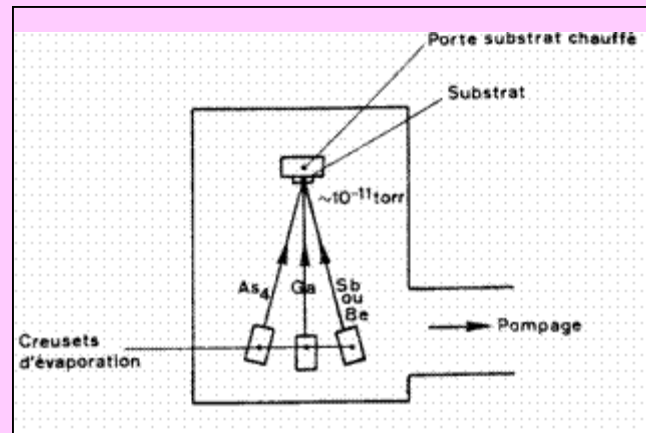 Porte substrat chauffé
Substrat
~10⁻¹¹torr
As₄
Ga
Sb
ou
Be
Creusets
d'évaporation
Pompage